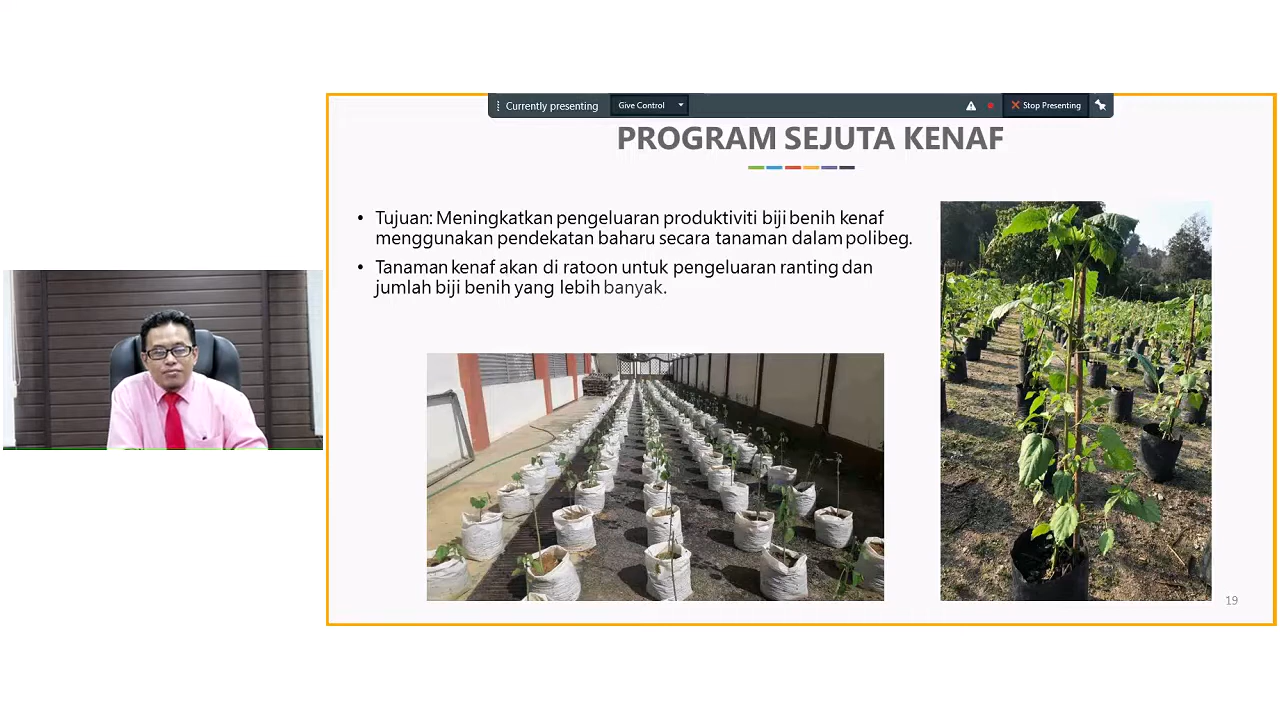 Currently presenting
Give Control
Stop Presenting
PROGRAM SEJUTA KENAF
• Tujuan: Meningkatkan pengeluaran produktiviti biji benih kenaf
menggunakan pendekatan baharu secara tanaman dalam polibeg.
• Tanaman kenaf akan di ratoon untuk pengeluaran ranting dan
jumlah biji benih yang lebih banyak.
19